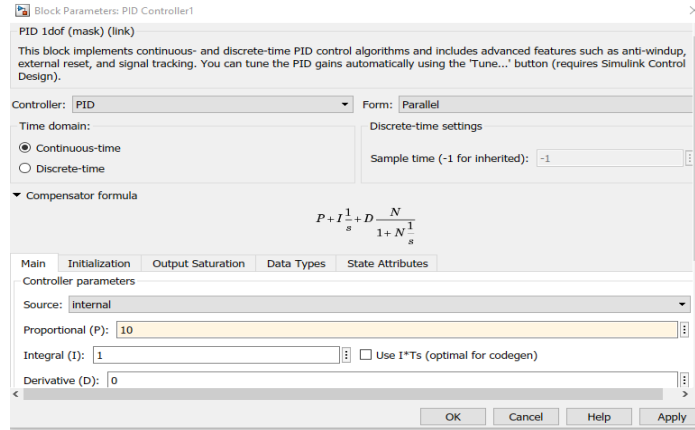 Block Parameters: PID Controller1
PID 1dof (mask) (link)
This block implements continuous- and discrete-time PID control algorithms and includes advanced features such as anti-windup,
external reset, and signal tracking. You can tune the PID gains automatically using the 'Tune...' button (requires Simulink Control
Design).
Controller: PID Form: Parallel
Time domain: Discrete-time settings
Continuous-time
Sample time (-1 for inherited): -1
Discrete-time
Compensator formula
P + I 1/s + D N/(1 + N 1/s)
Main Initialization Output Saturation Data Types State Attributes
Controller parameters
Source: internal
Proportional (P): 10
Integral (I): 1 Use I*Ts (optimal for codegen)
Derivative (D): 0
OK Cancel Help Apply